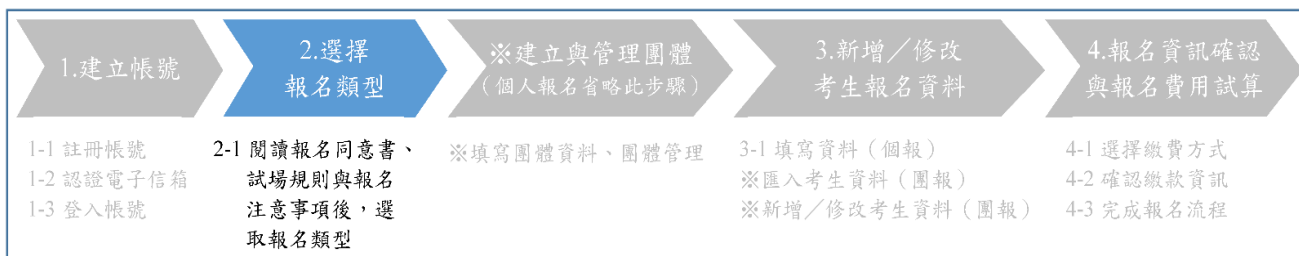 1.建立帳號
2.選擇
報名類型
※建立與管理團體
（個人報名省略此步驟）
3.新增／修改
考生報名資料
4.報名資訊確認
與報名費用試算
1-1 註冊帳號
1-2 認證電子信箱
1-3 登入帳號
2-1 閱讀報名同意書、
試場規則與報名
注意事項後，選
取報名類型
※填寫團體資料、團體管理
3-1 填寫資料（個報）
※匯入考生資料（團報）
※新增／修改考生資料（團報）
4-1 選擇繳費方式
4-2 確認繳款資訊
4-3 完成報名流程